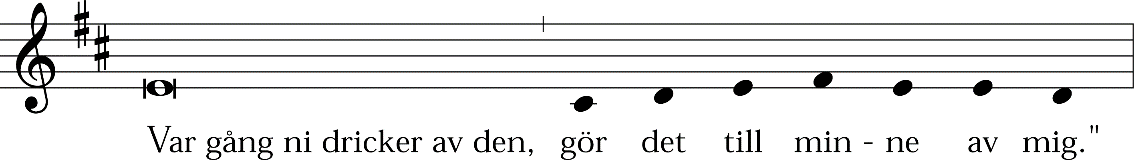 Var gång ni dricker av den, gör det till min - ne av mig."